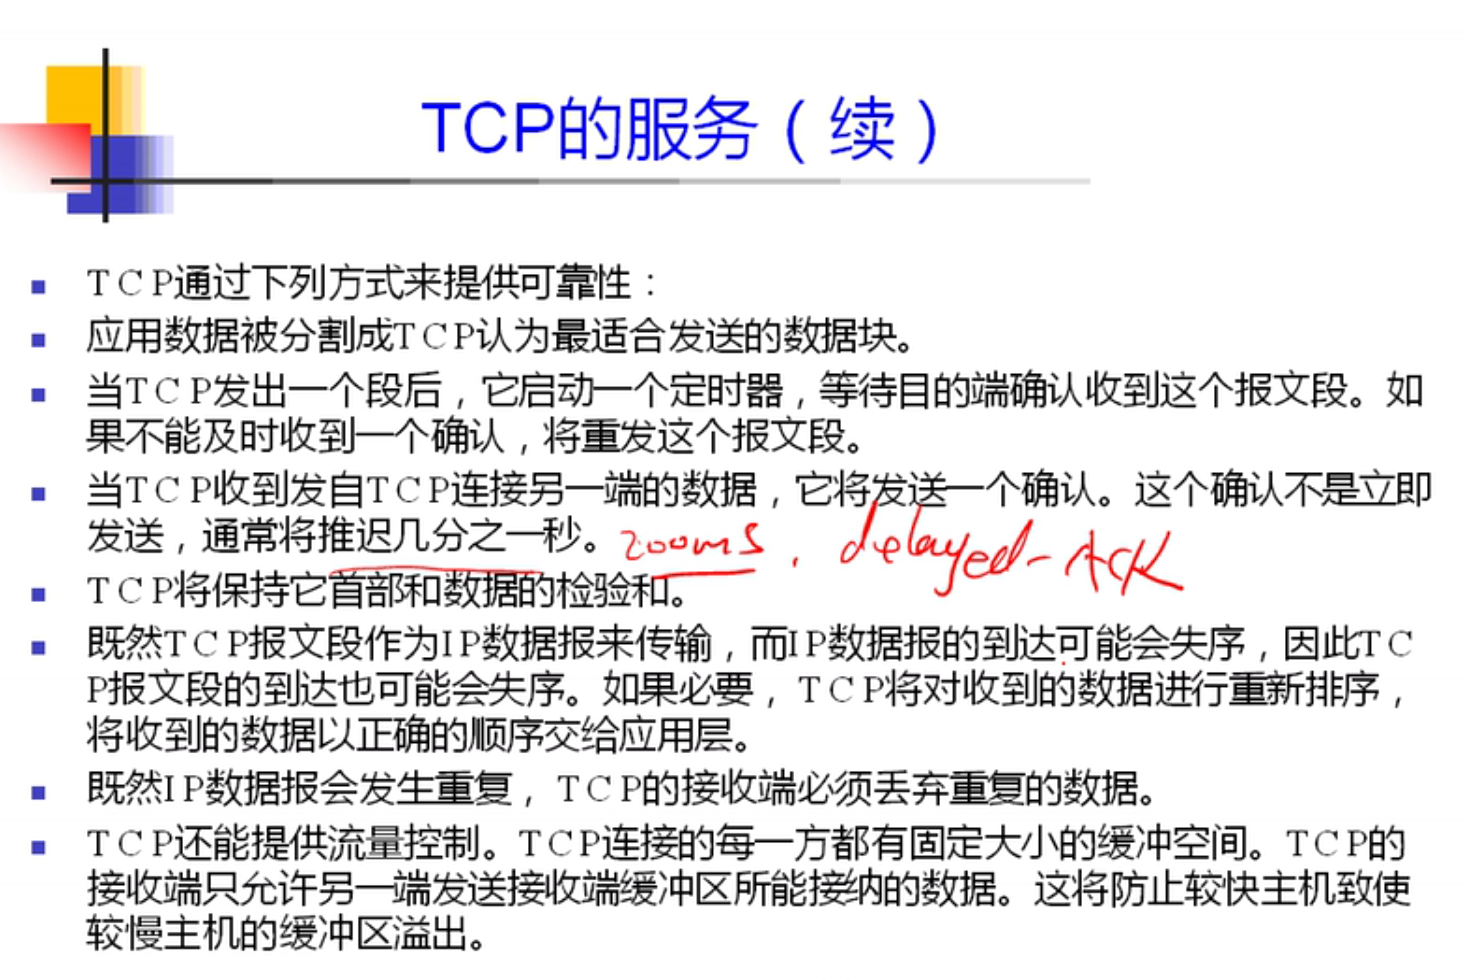 TCP的服务（续）
TCP通过下列方式来提供可靠性：
应用数据被分割成TCP认为最适合发送的数据块。
当TCP发出一个段后，它启动一个定时器，等待目的端确认收到这个报文段。如
果不能及时收到一个确认，将重发这个报文段。
当TCP收到发自TCP连接另一端的数据，它将发送一个确认。这个确认不是立即
发送，通常将推迟几分之一秒。200ms，delayed-ACK
TCP将保持它首部和数据的检验和。
既然TCP报文段作为IP数据报来传输，而IP数据报的到达可能会失序，因此TC
P报文段的到达也可能会失序。如果必要，TCP将对收到的数据进行重新排序，
将收到的数据以正确的顺序交给应用层。
既然IP数据报会发生重复，TCP的接收端必须丢弃重复的数据。
TCP还能提供流量控制。TCP连接的每一方都有固定大小的缓冲空间。TCP的
接收端只允许另一端发送接收端缓冲区所能接纳的数据。这将防止较快主机致使
较慢主机的缓冲区溢出。